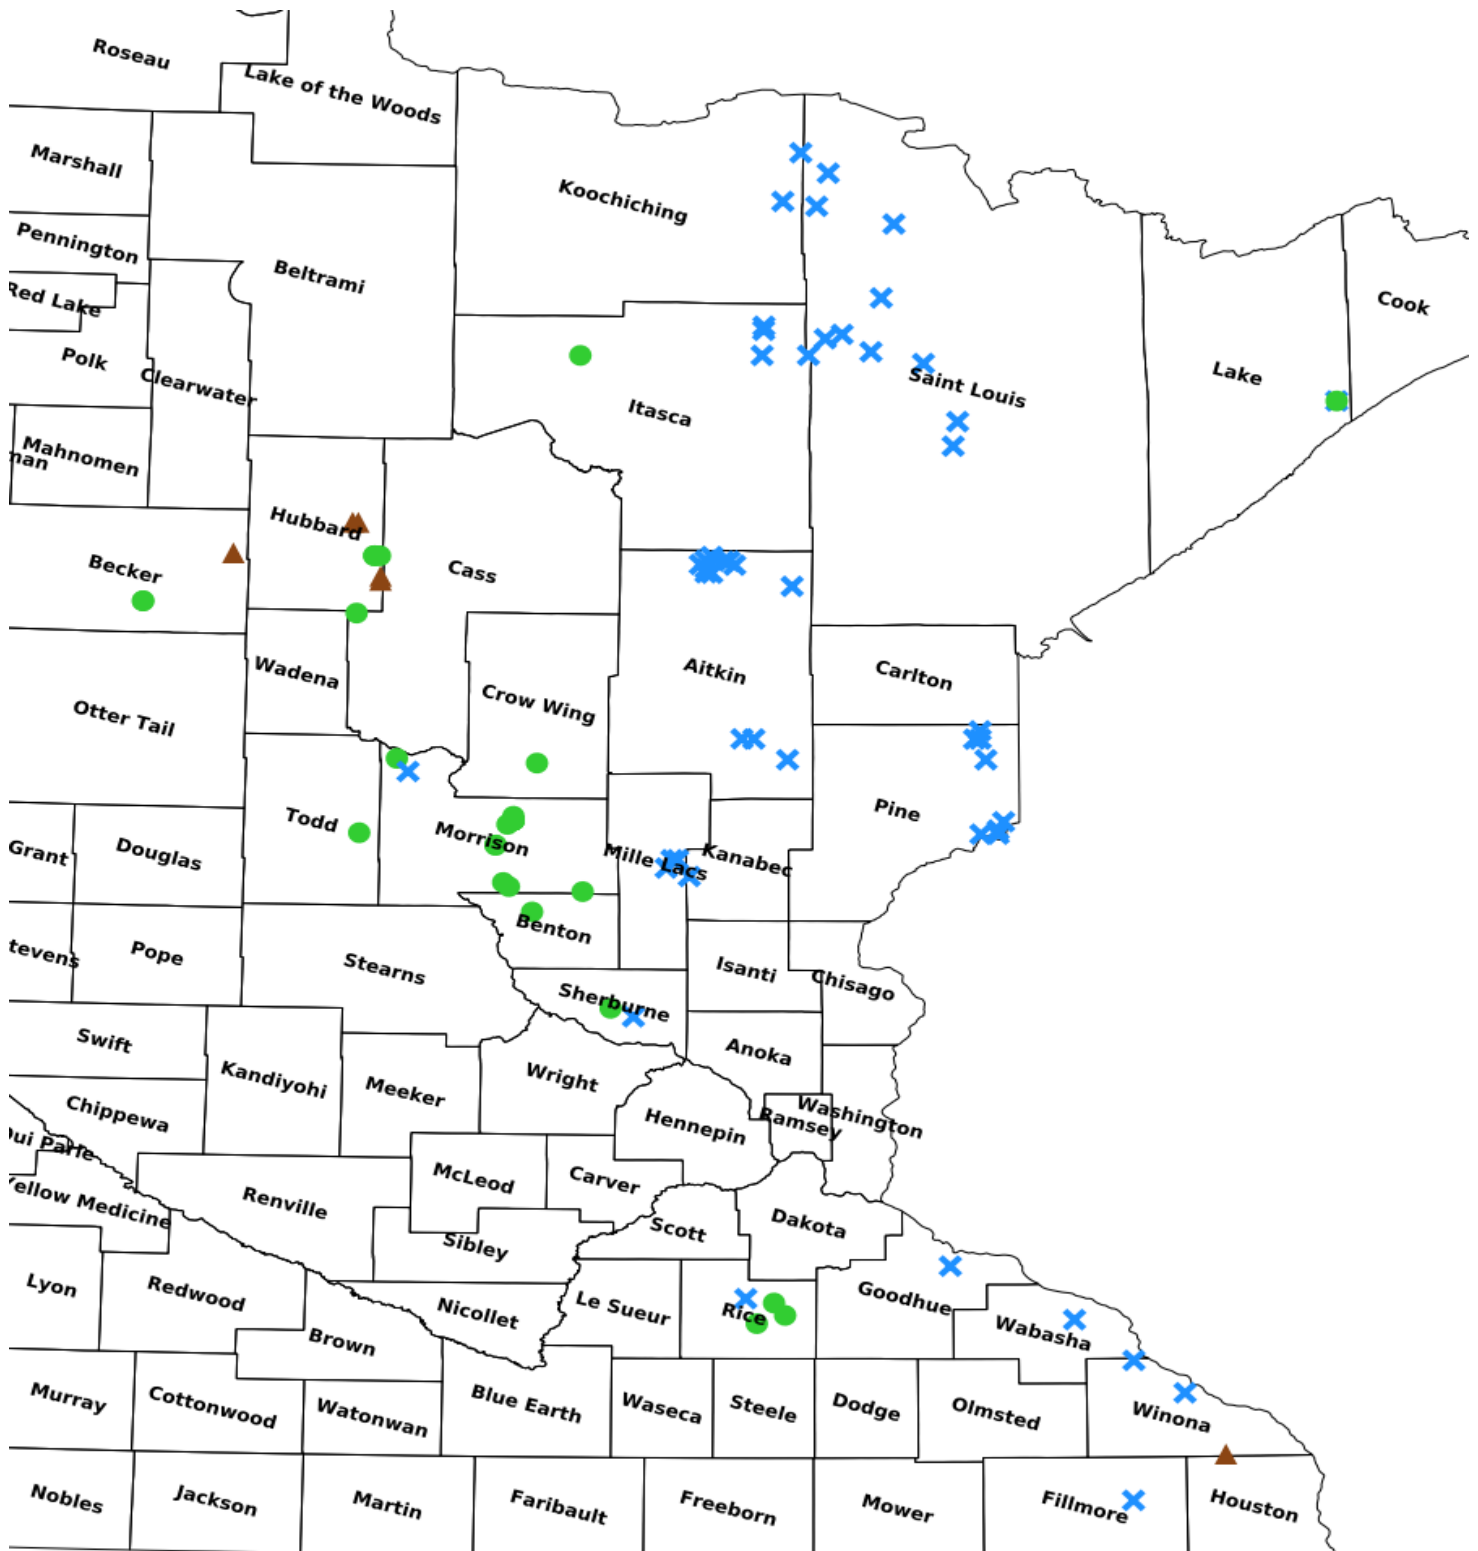 Roseau
Lake of the Woods
Marshall
Koochiching
Pennington
Beltrami
Red Lake
Cook
Polk
Clearwater
Lake
Saint Louis
Itasca
Mahnomen
man
Hubbard
Becker
Cass
Wadena
Aitkin
Carlton
Otter Tail
Crow Wing
Todd
Pine
Grant
Douglas
Morrison
Mille Lacs
Kanabec
Benton
tevens
Pope
Stearns
Isanti
Chisago
Sherburne
Swift
Anoka
Kandiyohi
Meeker
Wright
Chippewa
Hennepin
Ramsey
Washington
Qui Parle
Yellow Medicine
Renville
McLeod
Carver
Scott
Dakota
Sibley
Lyon
Redwood
Nicollet
Le Sueur
Rice
Goodhue
Wabasha
Brown
Murray
Cottonwood
Watonwan
Blue Earth
Waseca
Steele
Dodge
Olmsted
Winona
Nobles
Jackson
Martin
Faribault
Freeborn
Mower
Fillmore
Houston